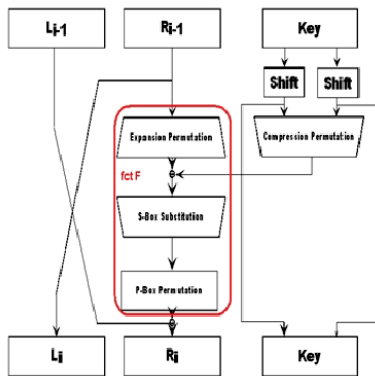 Li-1 Ri-1 Key
Shift Shift
Expansion Permutation Compression Permutation
fct F
S-Box Substitution
P-Box Permutation
Li Ri Key